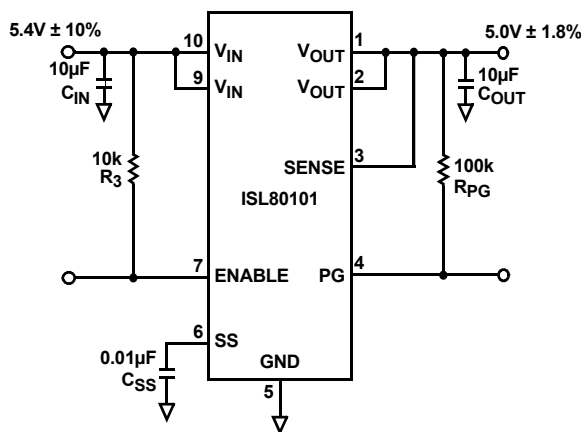 5.4V ± 10%
10µF
CIN
10k
R3
10
VIN
9
VIN
7
ENABLE
6
SS
0.01µF
CSS
ISL80101
GND
5
1
VOUT
2
VOUT
3
SENSE
4
PG
5.0V ± 1.8%
10µF
COUT
100k
RPG